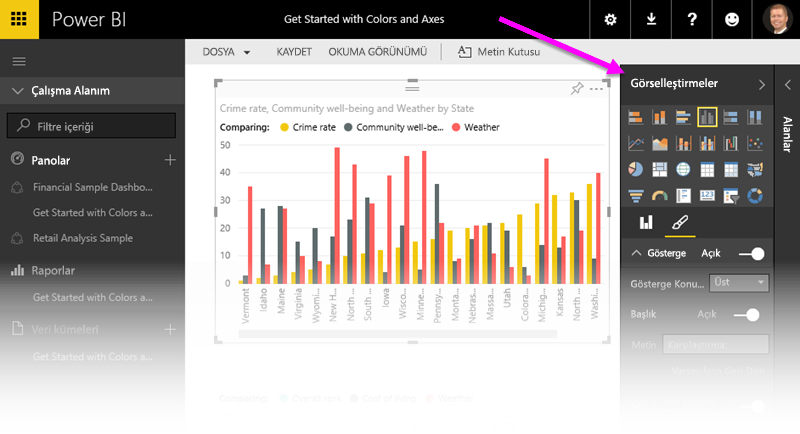 Power BI
Get Started with Colors and Axes
?
DOSYA
KAYDET
OKUMA GÖRÜNÜMÜ
Metin Kutusu
Çalışma Alanım
Filtre içeriği
Panolar
Financial Sample Dashbo...
Get Started with Colors a...
Retail Analysis Sample
Raporlar
Get Started with Colors a...
Veri kümeleri
Get Started with Colors a...
Crime rate, Community well-being and Weather by State
Comparing: Crime rate Community well-be... Weather
50
40
30
20
10
0
Vermont
Idaho
Maine
Virginia
Wyomi...
New H...
North ...
South ...
Iowa
Wisco...
Minne...
Pennsy...
Monta...
Nebras...
Massa...
Utah
Colora...
Michig...
Kansas
North ...
Washi...
Görselleştirmeler
Alanlar
Gösterge Açık
Gösterge Konu... Üst
Başlık Açık
Metin Karşılaştırma: